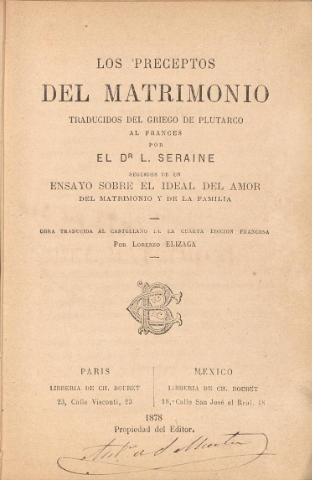 LOS PRECEPTOS
DEL MATRIMONIO
TRADUCIDOS DEL GRIEGO DE PLUTARCO
AL FRANCES
POR
EL Dr L. SERAINE
SEGUIDOS DE UN
ENSAYO SOBRE EL IDEAL DEL AMOR
DEL MATRIMONIO Y DE LA FAMILIA
OBRA TRADUCIDA AL CASTELLANO DE LA CUARTA EDICION FRANCESA
POR LORENZO ELIZAGA
PARIS
LIBRERIA DE CH. BOURET
23, Calle Visconti, 23
MEXICO
LIBRERIA DE CH. BOURET
18, Calle San José el Real, 18
1878
Propiedad del Editor.